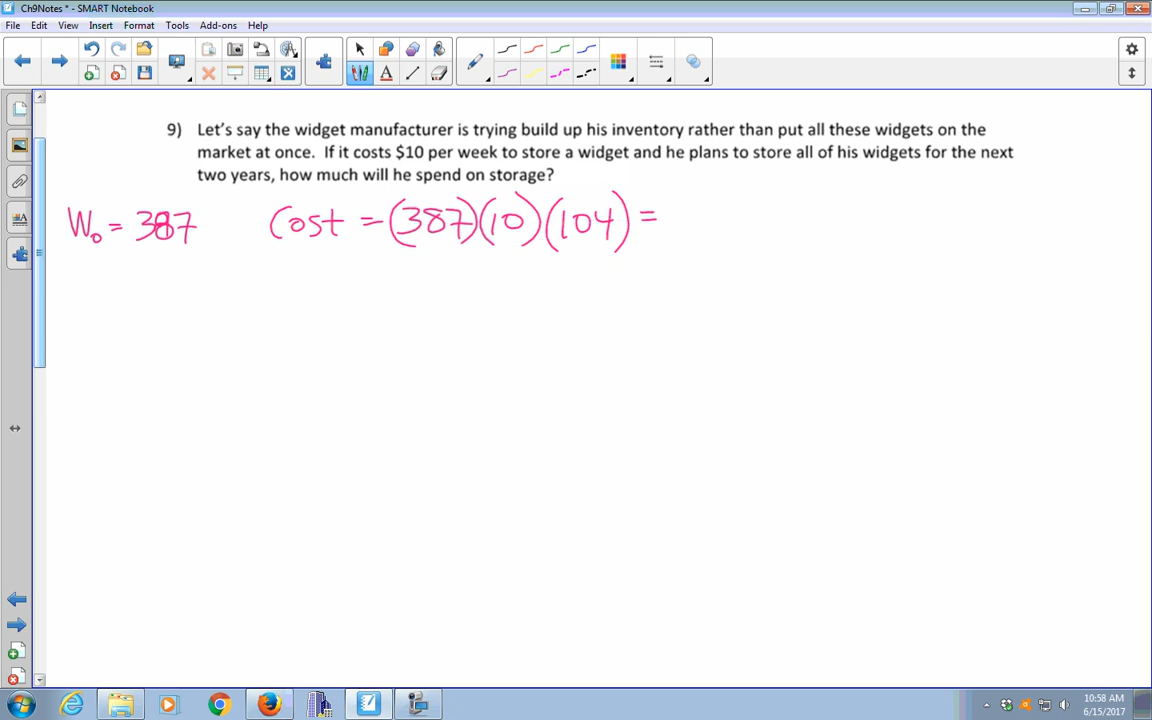 Ch9Notes * - SMART Notebook
File Edit View Insert Format Tools Add-ons Help
9) Let's say the widget manufacturer is trying build up his inventory rather than put all these widgets on the
market at once. If it costs $10 per week to store a widget and he plans to store all of his widgets for the next
two years, how much will he spend on storage?
W₀ = 387 Cost = (387)(10)(104) =
10:58 AM
6/15/2017